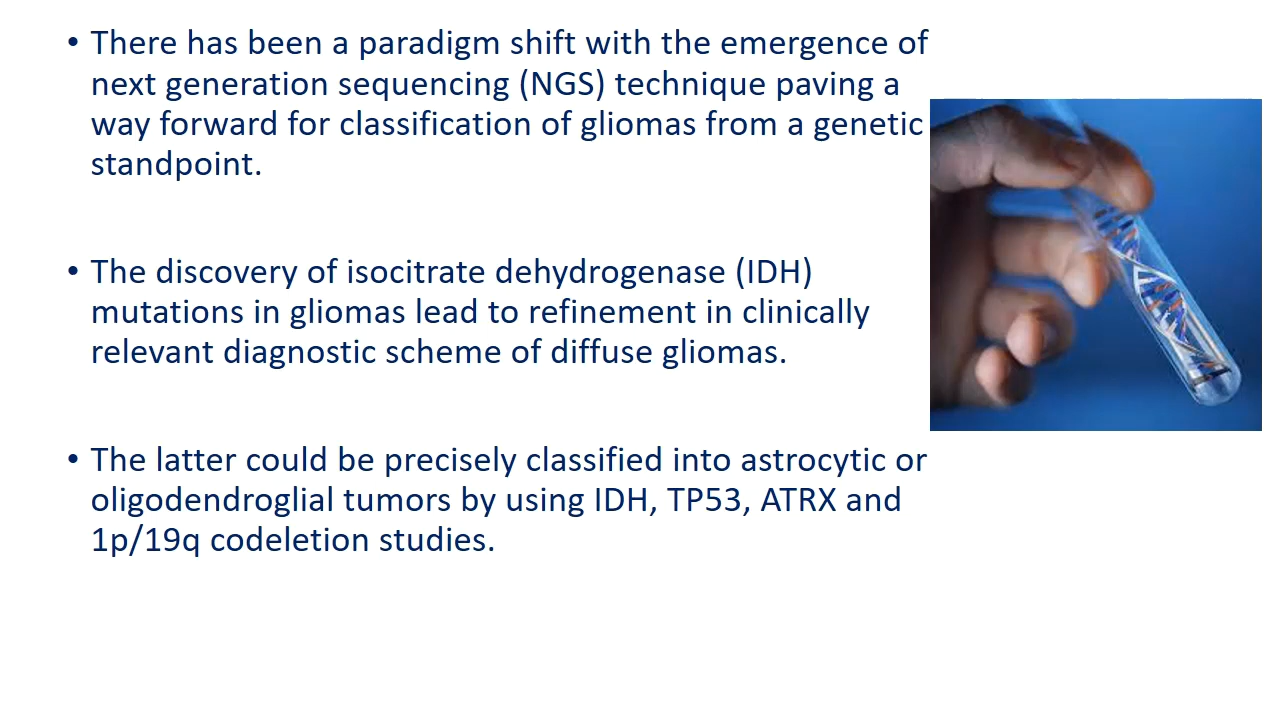 • There has been a paradigm shift with the emergence of
next generation sequencing (NGS) technique paving a
way forward for classification of gliomas from a genetic
standpoint.
• The discovery of isocitrate dehydrogenase (IDH)
mutations in gliomas lead to refinement in clinically
relevant diagnostic scheme of diffuse gliomas.
• The latter could be precisely classified into astrocytic or
oligodendroglial tumors by using IDH, TP53, ATRX and
1p/19q codeletion studies.